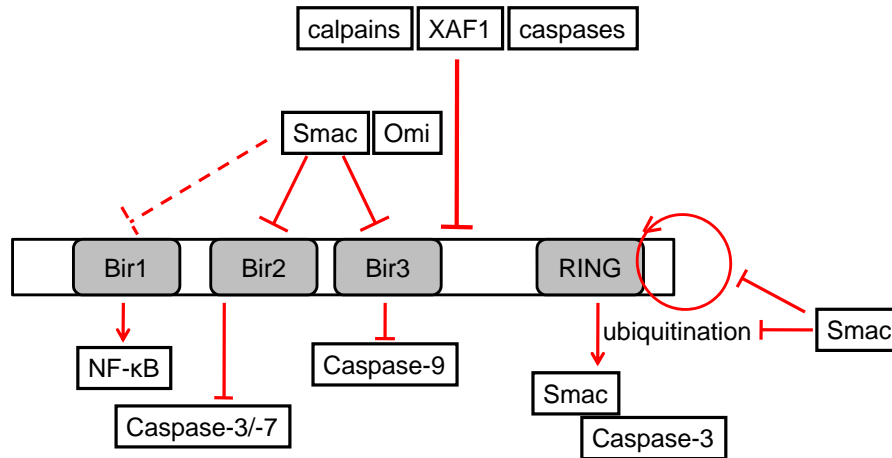 calpains XAF1 caspases
Smac Omi
Bir1 Bir2 Bir3 RING
ubiquitination Smac
NF-κB Caspase-9
Smac
Caspase-3/-7 Caspase-3